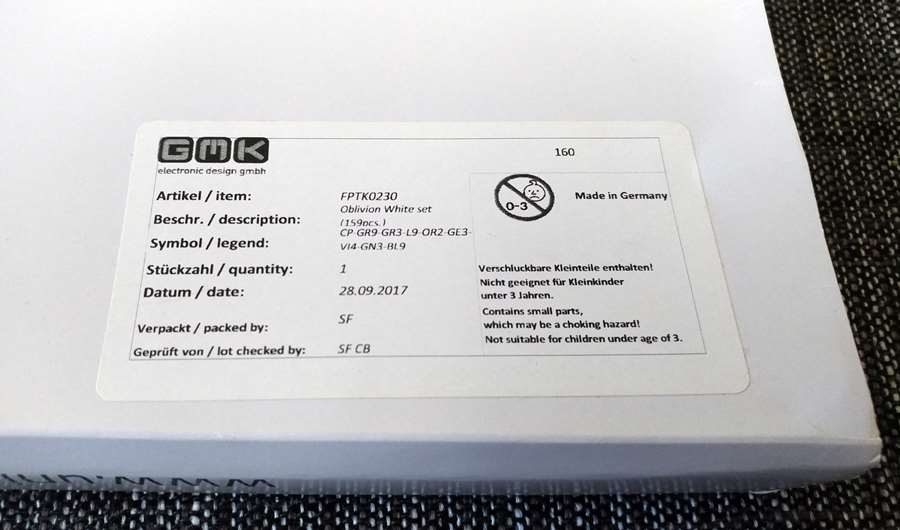 GMK
electronic design gmbh
160
Artikel / item: FPTK0230
Beschr. / description: Oblivion White set
(159pcs.)
Symbol / legend: CP-GR9-GR3-L9-OR2-GE3-
VI4-GN3-BL9
Stückzahl / quantity: 1
Datum / date: 28.09.2017
Verpackt / packed by: SF
Geprüft von / lot checked by: SF CB
0-3
Made in Germany
Verschluckbare Kleinteile enthalten!
Nicht geeignet für Kleinkinder
unter 3 Jahren.
Contains small parts,
which may be a choking hazard!
Not suitable for children under age of 3.